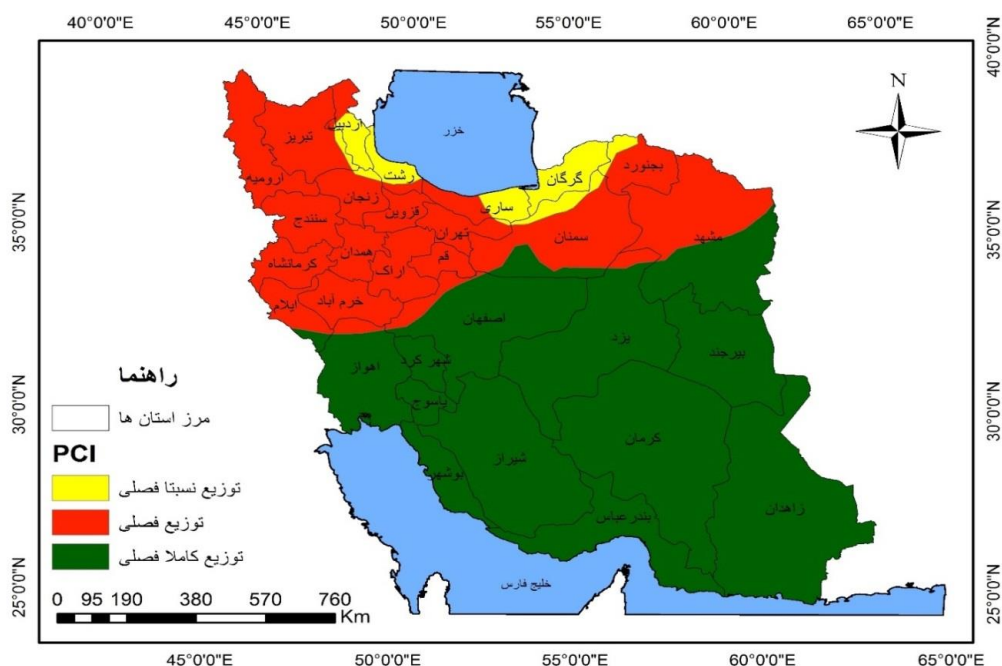 40°0'0"E 45°0'0"E 50°0'0"E 55°0'0"E 60°0'0"E 65°0'0"E
40°0'0"N
35°0'0"N
30°0'0"N
25°0'0"N
35°0'0"N
30°0'0"N
25°0'0"N
N
خزر
تبریز
اردبیل
ارومیه
رشت
گرگان
بجنورد
زنجان
ساری
سنندج
قزوین
تهران
سمنان
مشهد
همدان
قم
کرمانشاه
اراک
ایلام
خرم آباد
اصفهان
یزد
بیرجند
اهواز
شهر کرد
یاسوج
کرمان
شیراز
بوشهر
زاهدان
بندرعباس
خلیج فارس
راهنما
مرز استان ها
PCI
توزیع نسبتا فصلی
توزیع فصلی
توزیع کاملا فصلی
0 95 190 380 570 760
Km
45°0'0"E 50°0'0"E 55°0'0"E 60°0'0"E 65°0'0"E